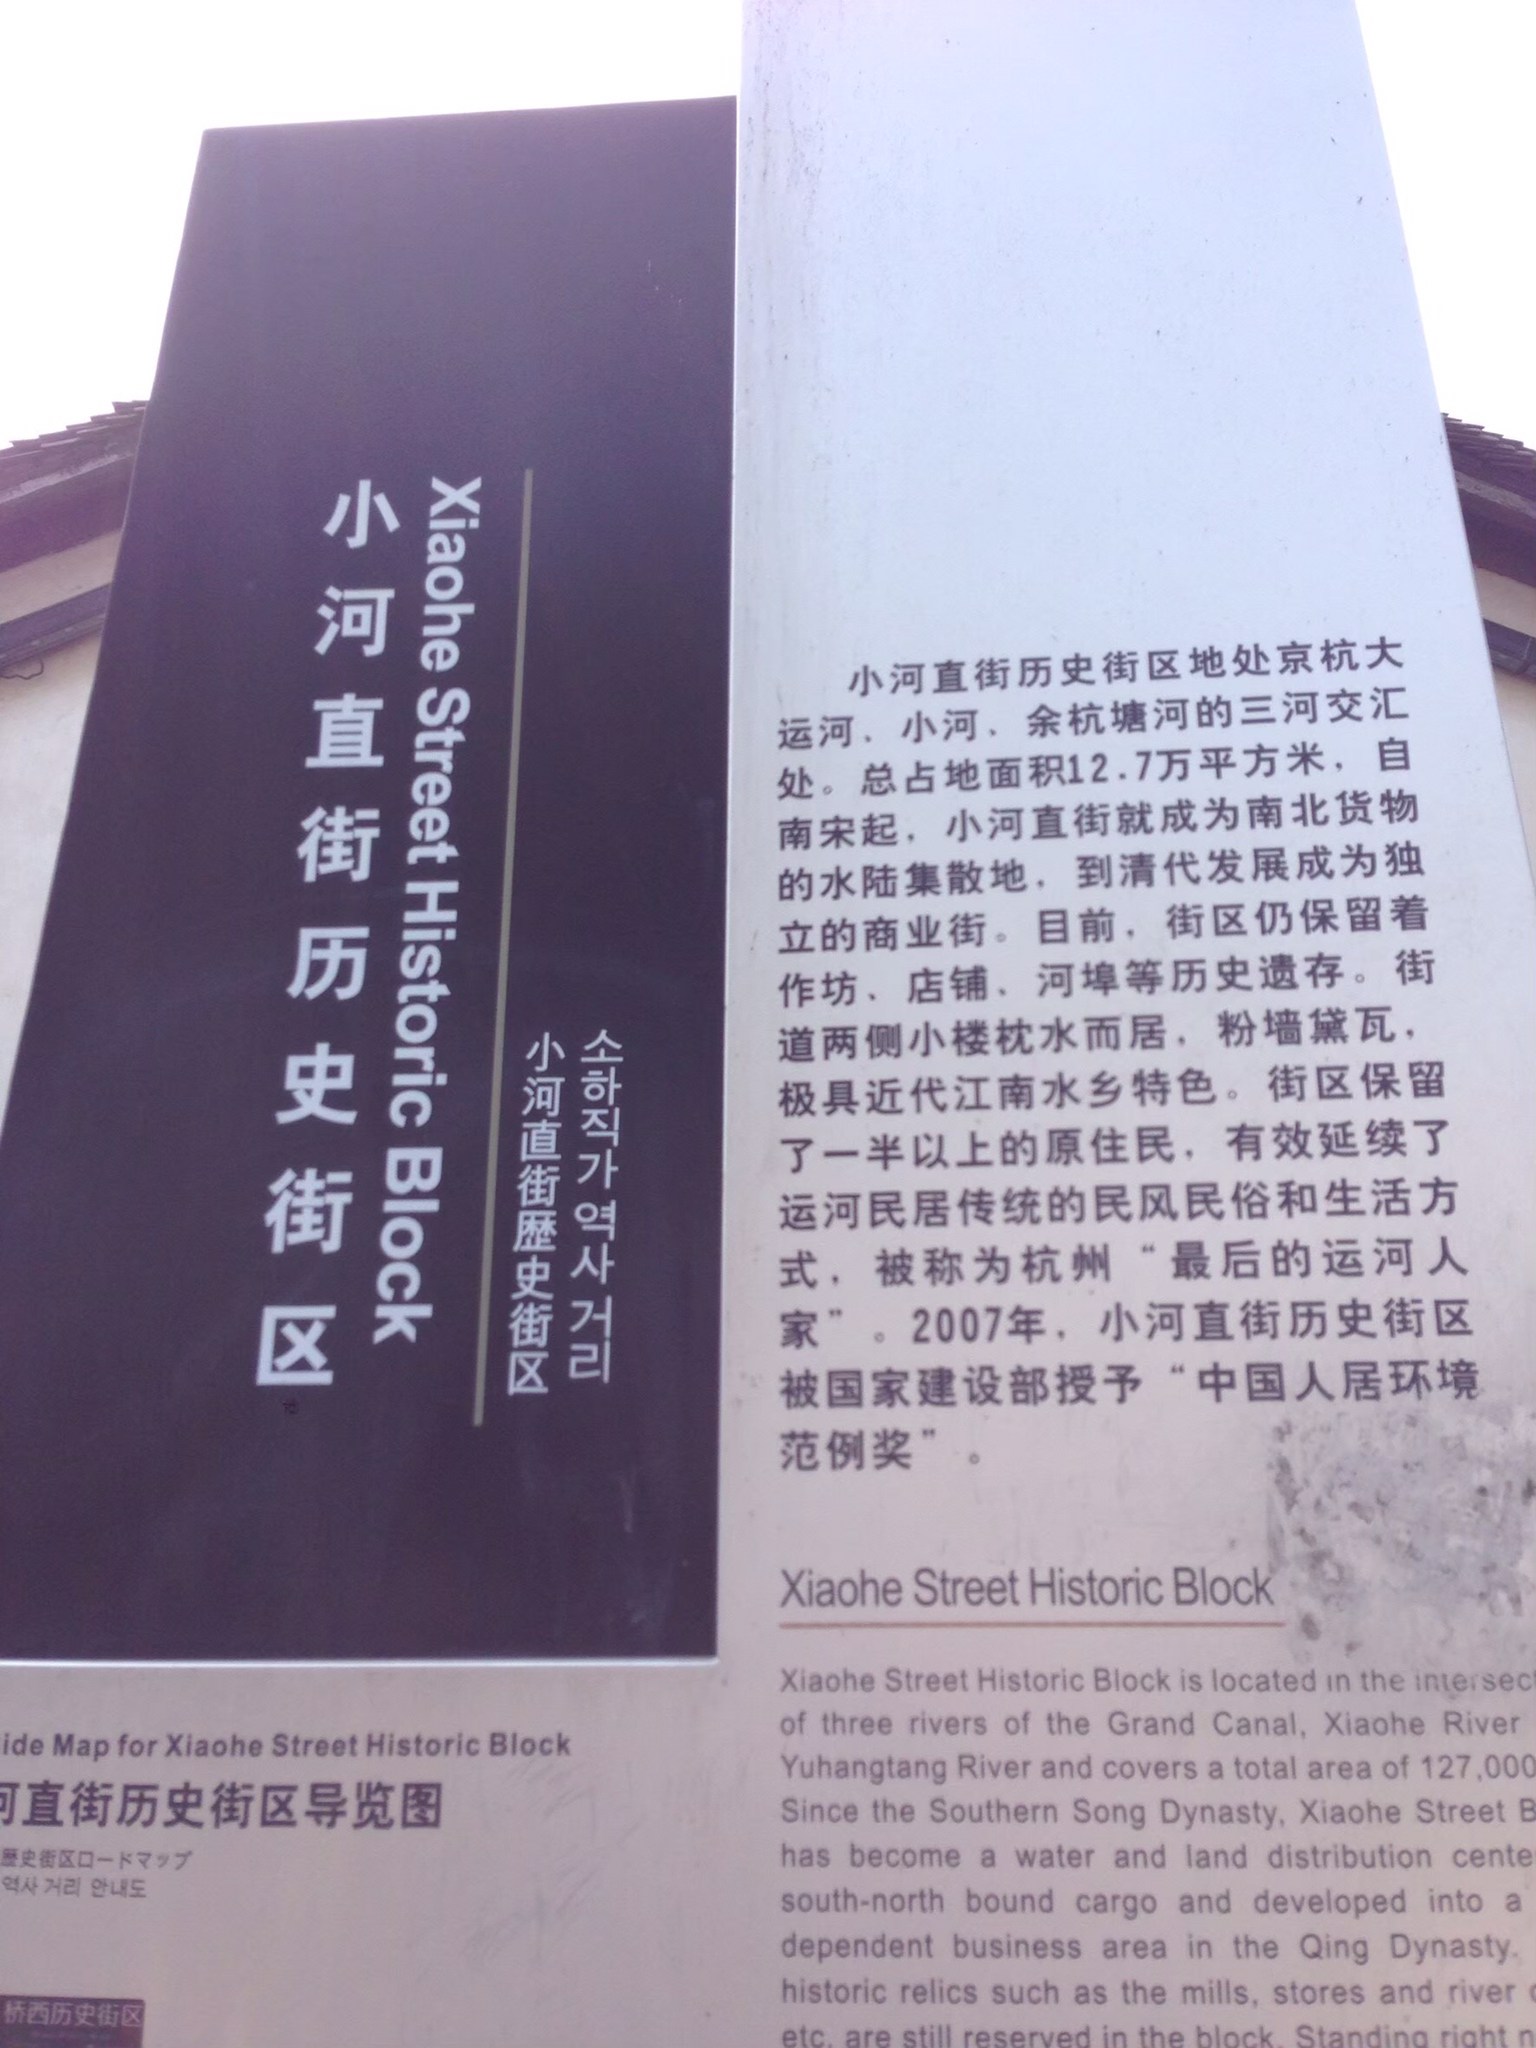 小河直街历史街区
Xiaohe Street Historic Block
小河直街歴史街区
소하직가 역사 거리
小河直街历史街区地处京杭大
运河、小河、余杭塘河的三河交汇
处。总占地面积12.7万平方米，自
南宋起，小河直街就成为南北货物
的水陆集散地，到清代发展成为独
立的商业街。目前，街区仍保留着
作坊、店铺、河埠等历史遗存。街
道两侧小楼枕水而居，粉墙黛瓦，
极具近代江南水乡特色。街区保留
了一半以上的原住民，有效延续了
运河民居传统的民风民俗和生活方
式，被称为杭州“最后的运河人
家”。2007年，小河直街历史街区
被国家建设部授予“中国人居环境
范例奖”。
Xiaohe Street Historic Block
Xiaohe Street Historic Block is located in the intersect
of three rivers of the Grand Canal, Xiaohe River
Yuhangtang River and covers a total area of 127,000
Since the Southern Song Dynasty, Xiaohe Street B
has become a water and land distribution cente
south-north bound cargo and developed into a
dependent business area in the Qing Dynasty.
historic relics such as the mills, stores and river
etc. are still reserved in the block. Standing right n
ide Map for Xiaohe Street Historic Block
河直街历史街区导览图
歴史街区ロードマップ
역사 거리 안내도
桥西历史街区